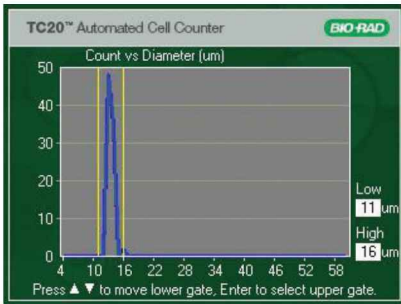 TC20™ Automated Cell Counter
BIO-RAD
Count vs Diameter (um)
50
40
30
20
10
0
4 10 16 22 28 34 40 46 52 58
Low
11 um
High
16 um
Press ▲ ▼ to move lower gate, Enter to select upper gate.